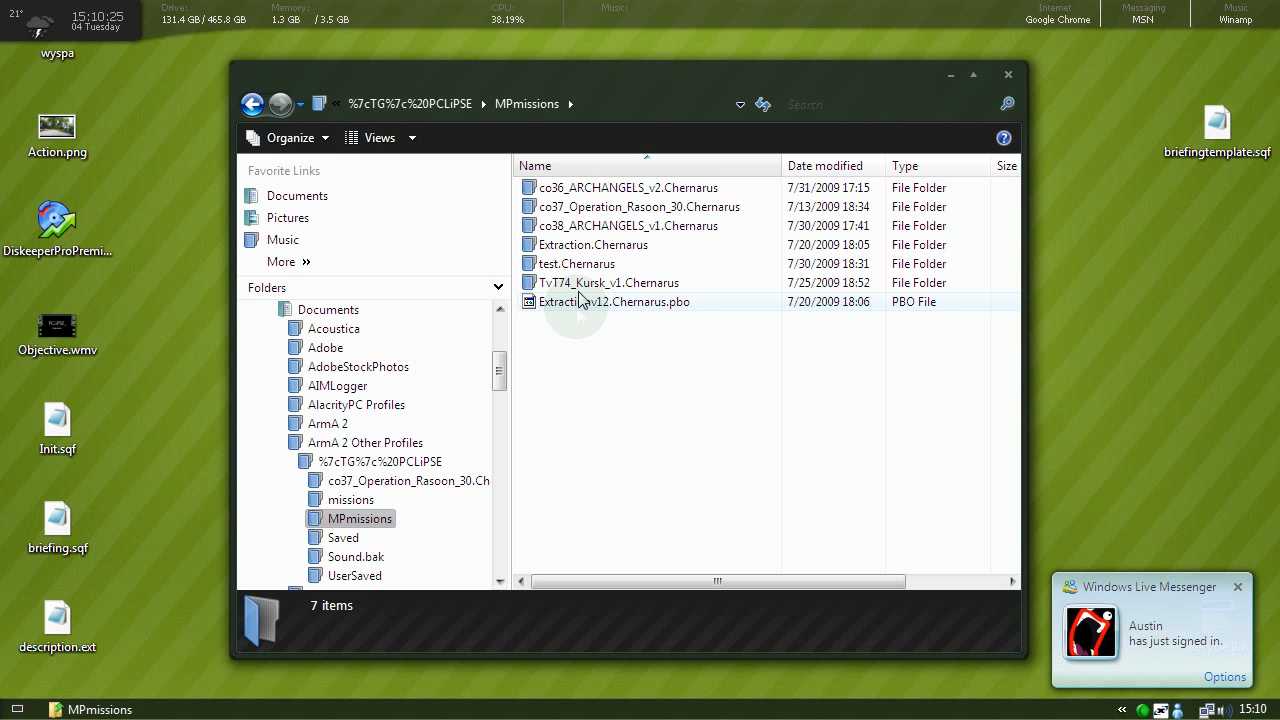 21°
15:10:25
04 Tuesday
Drive:
131.4 GB / 465.8 GB
Memory:
1.3 GB / 3.5 GB
CPU:
38.19%
Music:
Internet
Google Chrome
Messaging
MSN
Music
Winamp
wyspa
Action.png
DiskeeperProPremi...
Objective.wmv
Init.sqf
briefing.sqf
description.ext
briefingtemplate.sqf
« %7cTG%7c%20PCLiPSE MPmissions
Search
Organize Views
Favorite Links
Documents
Pictures
Music
More »
Folders
Documents
Acoustica
Adobe
AdobeStockPhotos
AIMLogger
AlacrityPC Profiles
ArmA 2
ArmA 2 Other Profiles
%7cTG%7c%20PCLiPSE
co37_Operation_Rasoon_30.Ch
missions
MPmissions
Saved
Sound.bak
UserSaved
Name Date modified Type Size
co36_ARCHANGELS_v2.Chernarus 7/31/2009 17:15 File Folder
co37_Operation_Rasoon_30.Chernarus 7/13/2009 18:34 File Folder
co38_ARCHANGELS_v1.Chernarus 7/30/2009 17:41 File Folder
Extraction.Chernarus 7/20/2009 18:05 File Folder
test.Chernarus 7/30/2009 18:31 File Folder
TvT74_Kursk_v1.Chernarus 7/25/2009 18:52 File Folder
7/20/2009 18:06 PBO File
7 items
Windows Live Messenger
Austin
has just signed in.
Options
MPmissions
«
15:10